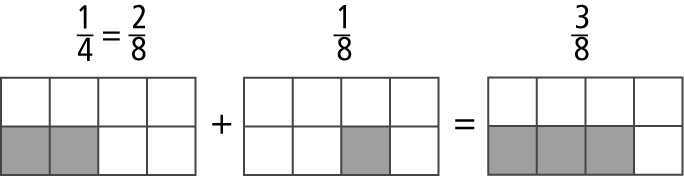 1/4 = 2/8 1/8 3/8
+ =